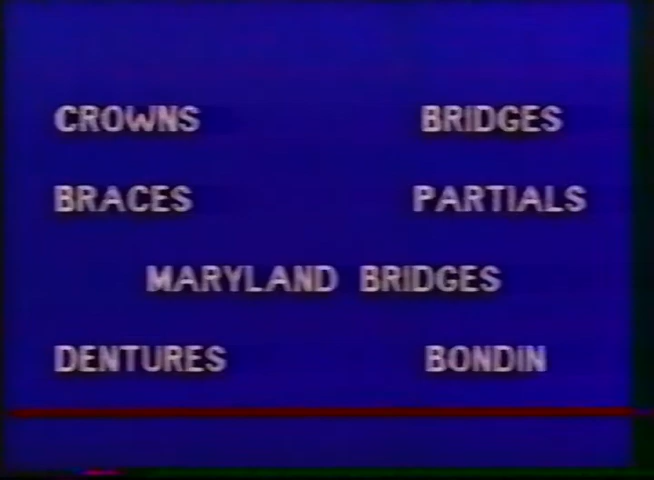 CROWNS BRIDGES
BRACES PARTIALS
MARYLAND BRIDGES
DENTURES BONDIN